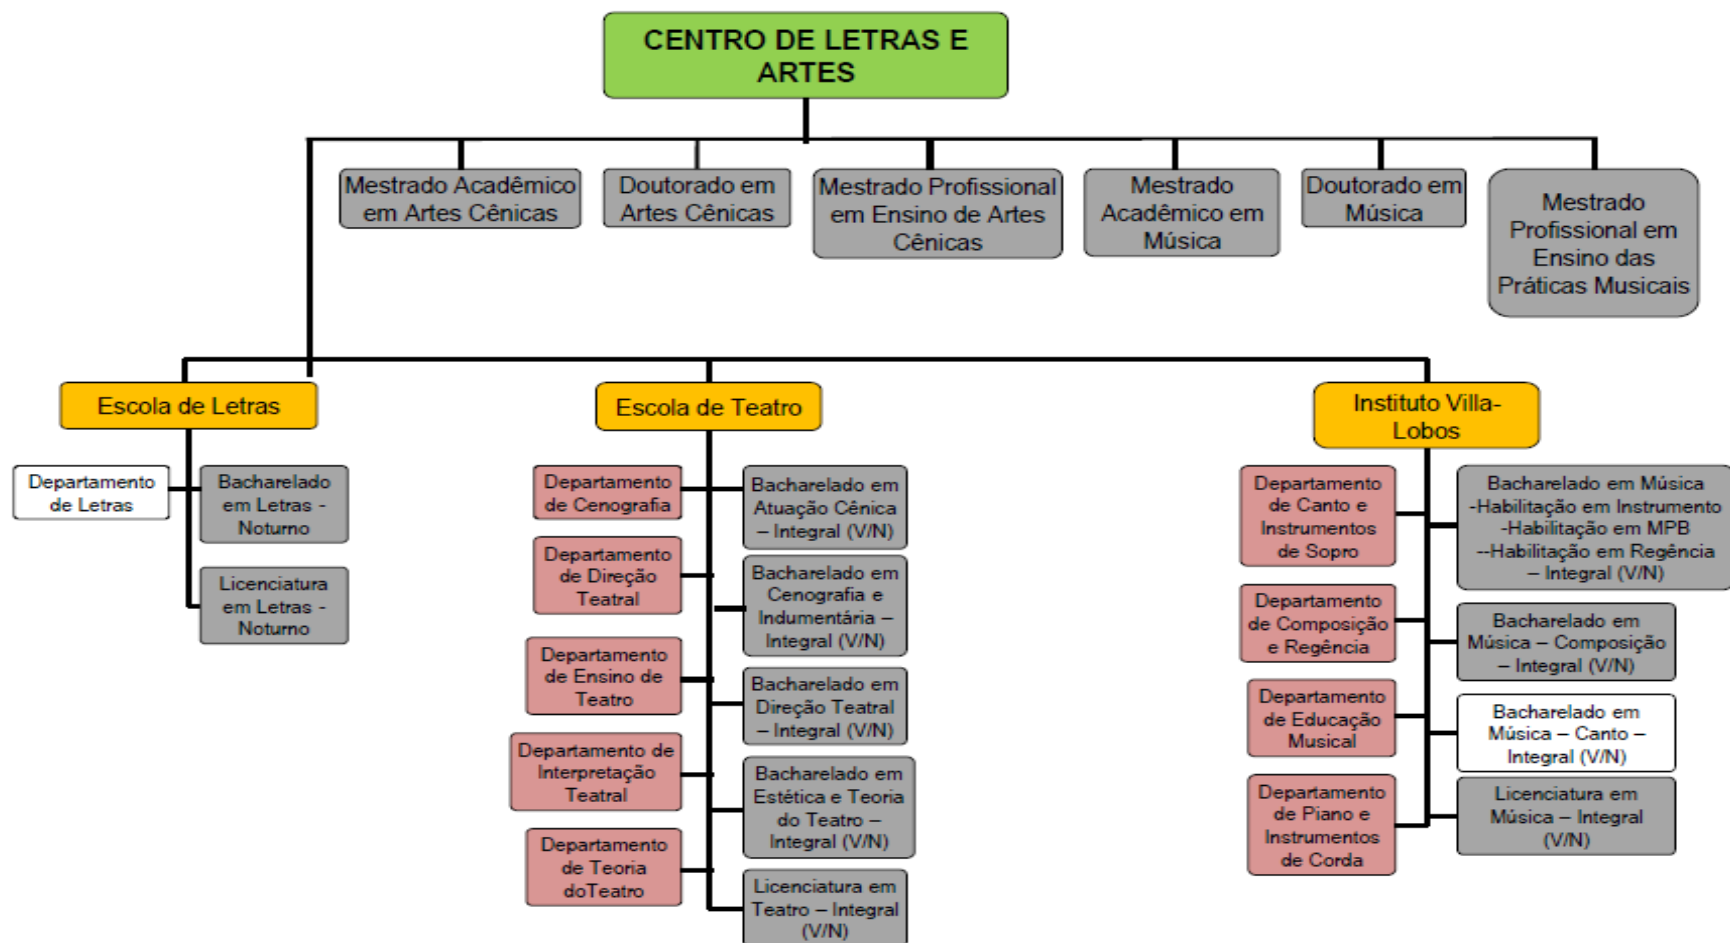 CENTRO DE LETRAS E
ARTES
Mestrado Acadêmico
em Artes Cênicas
Doutorado em
Artes Cênicas
Mestrado Profissional
em Ensino de Artes
Cênicas
Mestrado
Acadêmico em
Música
Doutorado em
Música
Mestrado
Profissional em
Ensino das
Práticas Musicais
Escola de Letras
Departamento
de Letras
Bacharelado
em Letras -
Noturno
Licenciatura
em Letras -
Noturno
Escola de Teatro
Departamento
de Cenografia
Departamento
de Direção
Teatral
Departamento
de Ensino de
Teatro
Departamento de
Interpretação
Teatral
Departamento
de Teoria
doTeatro
Bacharelado em
Atuação Cênica
– Integral (V/N)
Bacharelado em
Cenografia e
Indumentária –
Integral (V/N)
Bacharelado em
Direção Teatral
– Integral (V/N)
Bacharelado em
Estética e Teoria
do Teatro –
Integral (V/N)
Licenciatura em
Teatro – Integral
(V/N)
Instituto Villa-
Lobos
Departamento
de Canto e
Instrumentos
de Sopro
Departamento
de Composição
e Regência
Departamento
de Educação
Musical
Departamento
de Piano e
Instrumentos
de Corda
Bacharelado em Música
-Habilitação em Instrumento
-Habilitação em MPB
--Habilitação em Regência
– Integral (V/N)
Bacharelado em
Música – Composição
– Integral (V/N)
Bacharelado em
Música – Canto –
Integral (V/N)
Licenciatura em
Música – Integral
(V/N)